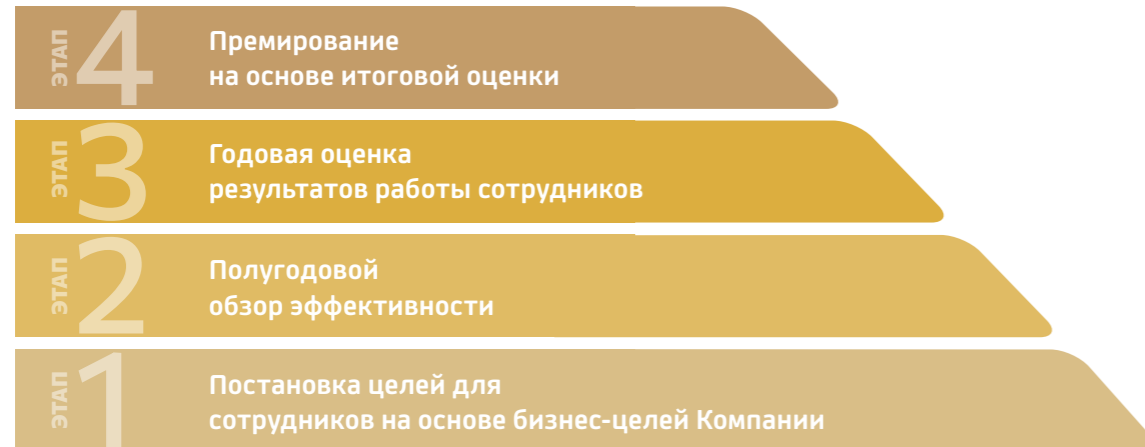 ЭТАП 4
Премирование
на основе итоговой оценки
ЭТАП 3
Годовая оценка
результатов работы сотрудников
ЭТАП 2
Полугодовой
обзор эффективности
ЭТАП 1
Постановка целей для
сотрудников на основе бизнес-целей Компании